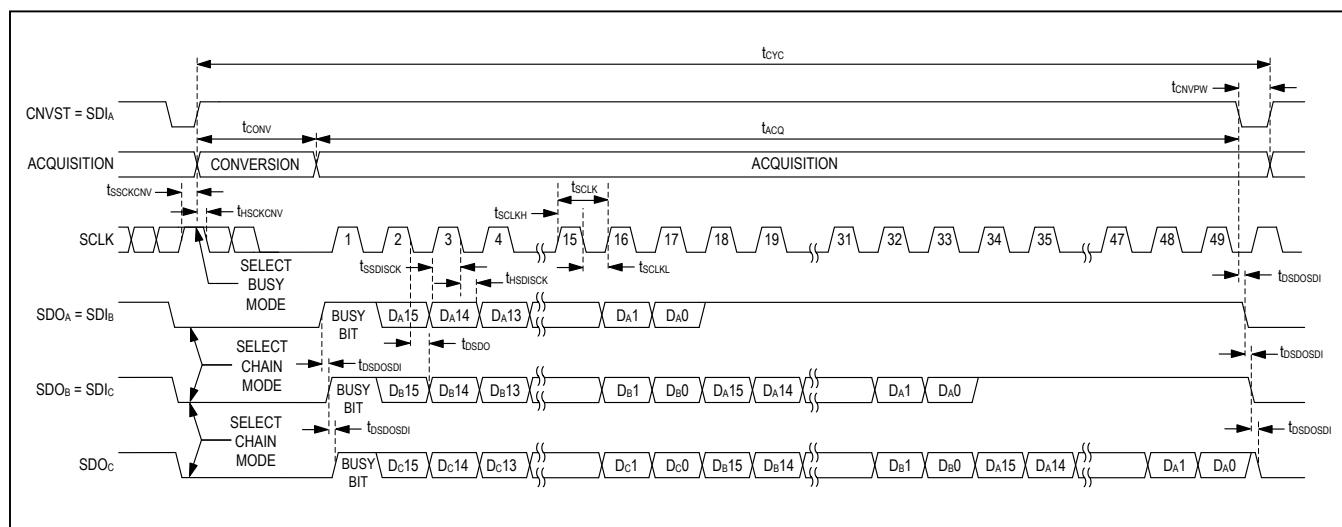 tCYC
tCNVPW
CNVST = SDIA
tCONV
tACQ
ACQUISITION
CONVERSION
ACQUISITION
tSSCKCNV
tHSCKCNV
tSCLK
tSCLKH
SCLK
1 2 3 4 15 16 17 18 19 31 32 33 34 35 47 48 49
SELECT
BUSY
MODE
tSSDISCK
tHSDISCK
tSCLKL
tDSDOSDI
SDOA = SDIB
BUSY
BIT
DA15 DA14 DA13 DA1 DA0
SELECT
CHAIN
MODE
tDSDOSDI
tDSDO
tDSDOSDI
SDOB = SDIC
BUSY
BIT
DB15 DB14 DB13 DB1 DB0 DA15 DA14 DA1 DA0
SELECT
CHAIN
MODE
tDSDOSDI
tDSDOSDI
SDOC
BUSY
BIT
DC15 DC14 DC13 DC1 DC0 DB15 DB14 DB1 DB0 DA15 DA14 DA1 DA0